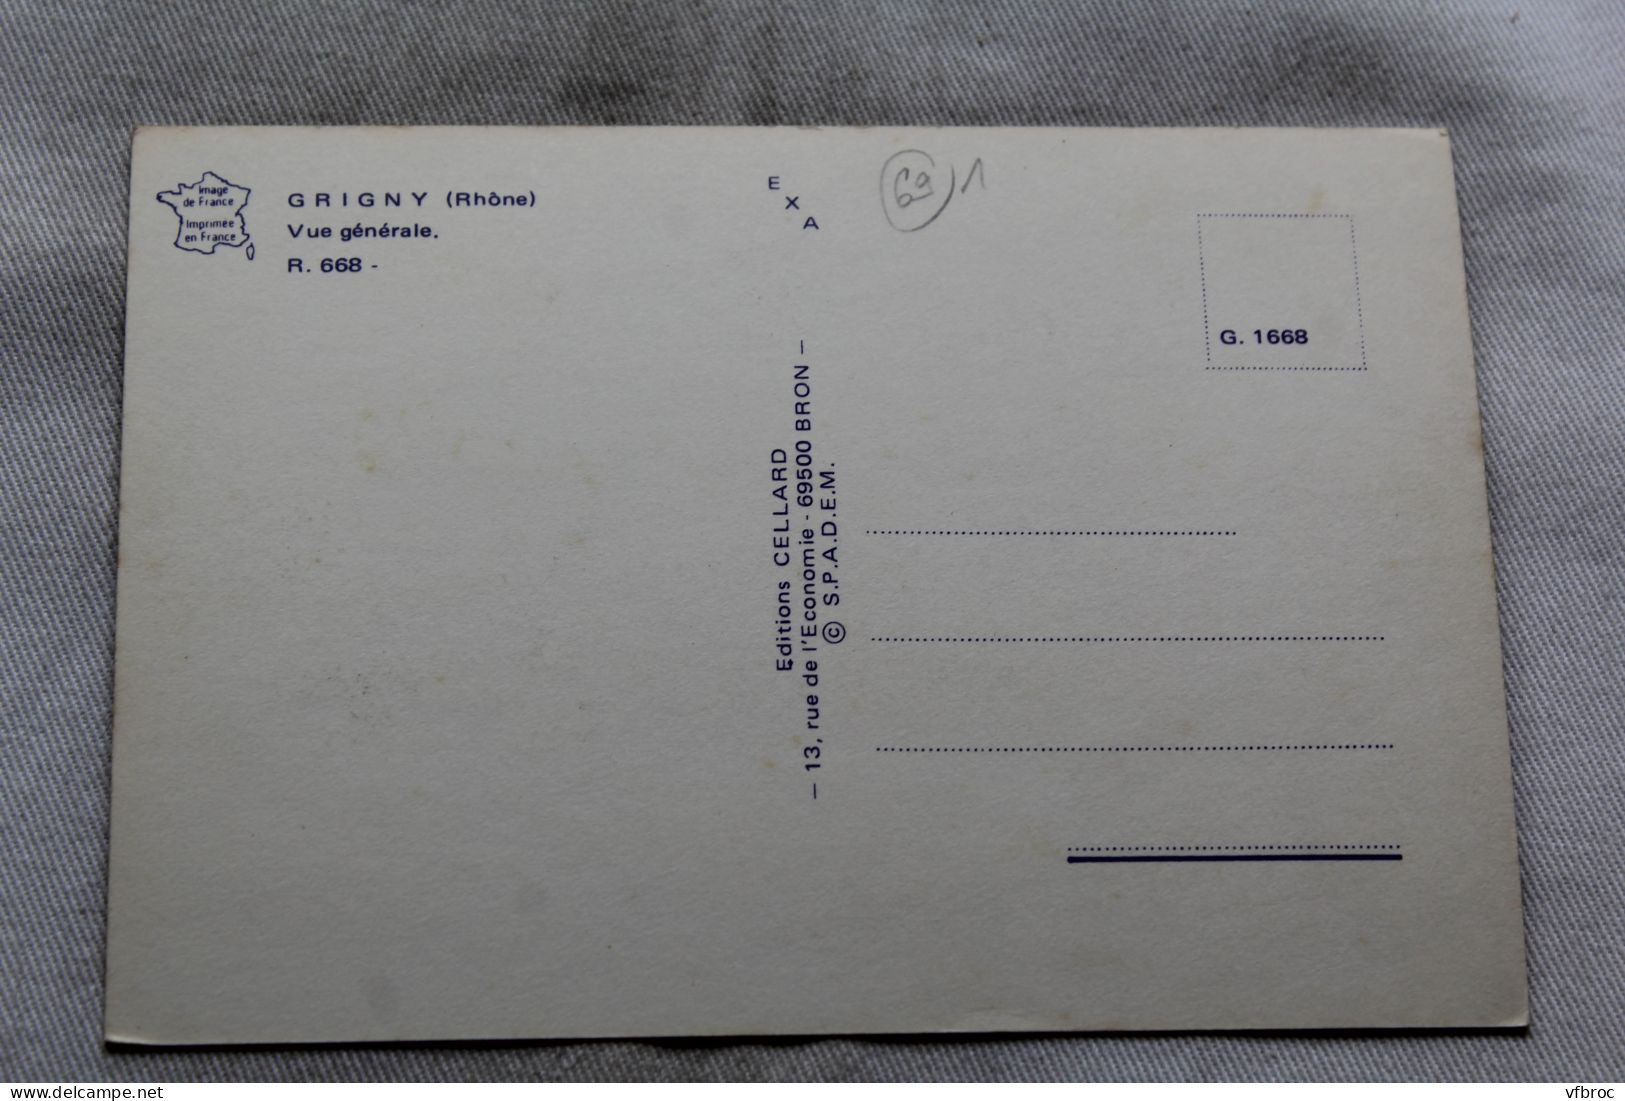 Image
de France
Imprimée
en France
GRIGNY (Rhône)
Vue générale.
R. 668 -
E
X
A
69 1
G. 1668
Editions CELLARD
— 13, rue de l'Economie - 69500 BRON —
© S.P.A.D.E.M.
www.delcampe.net
vfbroc